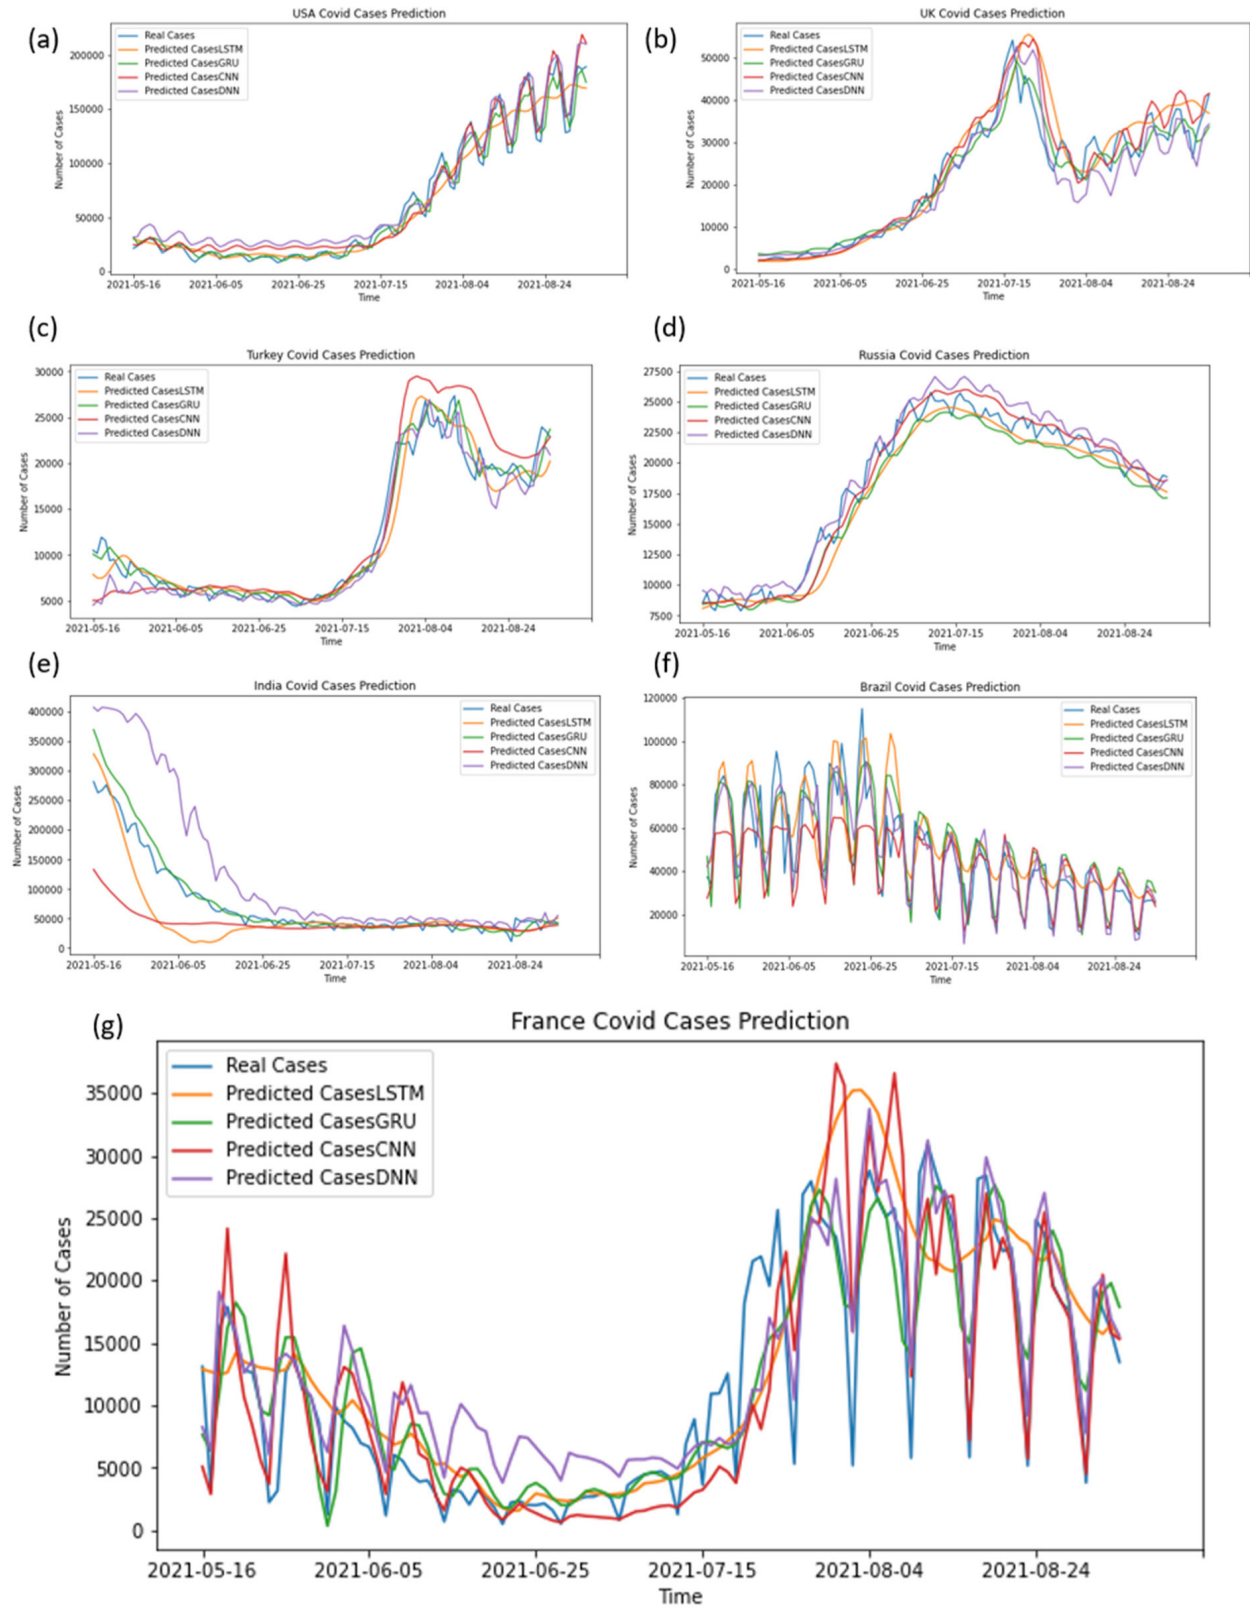 (a)
USA Covid Cases Prediction
Real Cases
Predicted CasesLSTM
Predicted CasesGRU
Predicted CasesCNN
Predicted CasesDNN
Number of Cases
200000
150000
100000
50000
0
2021-05-16 2021-06-05 2021-06-25 2021-07-15 2021-08-04 2021-08-24
Time
(b)
UK Covid Cases Prediction
Real Cases
Predicted CasesLSTM
Predicted CasesGRU
Predicted CasesCNN
Predicted CasesDNN
Number of Cases
50000
40000
30000
20000
10000
0
2021-05-16 2021-06-05 2021-06-25 2021-07-15 2021-08-04 2021-08-24
Time
(c)
Turkey Covid Cases Prediction
Real Cases
Predicted CasesLSTM
Predicted CasesGRU
Predicted CasesCNN
Predicted CasesDNN
Number of Cases
30000
25000
20000
15000
10000
5000
2021-05-16 2021-06-05 2021-06-25 2021-07-15 2021-08-04 2021-08-24
Time
(d)
Russia Covid Cases Prediction
Real Cases
Predicted CasesLSTM
Predicted CasesGRU
Predicted CasesCNN
Predicted CasesDNN
Number of Cases
27500
25000
22500
20000
17500
15000
12500
10000
7500
2021-05-16 2021-06-05 2021-06-25 2021-07-15 2021-08-04 2021-08-24
Time
(e)
India Covid Cases Prediction
Real Cases
Predicted CasesLSTM
Predicted CasesGRU
Predicted CasesCNN
Predicted CasesDNN
Number of Cases
400000
350000
300000
250000
200000
150000
100000
50000
0
2021-05-16 2021-06-05 2021-06-25 2021-07-15 2021-08-04 2021-08-24
Time
(f)
Brazil Covid Cases Prediction
Real Cases
Predicted CasesLSTM
Predicted CasesGRU
Predicted CasesCNN
Predicted CasesDNN
Number of Cases
120000
100000
80000
60000
40000
20000
2021-05-16 2021-06-05 2021-06-25 2021-07-15 2021-08-04 2021-08-24
Time
(g)
France Covid Cases Prediction
Real Cases
Predicted CasesLSTM
Predicted CasesGRU
Predicted CasesCNN
Predicted CasesDNN
Number of Cases
35000
30000
25000
20000
15000
10000
5000
0
2021-05-16 2021-06-05 2021-06-25 2021-07-15 2021-08-04 2021-08-24
Time